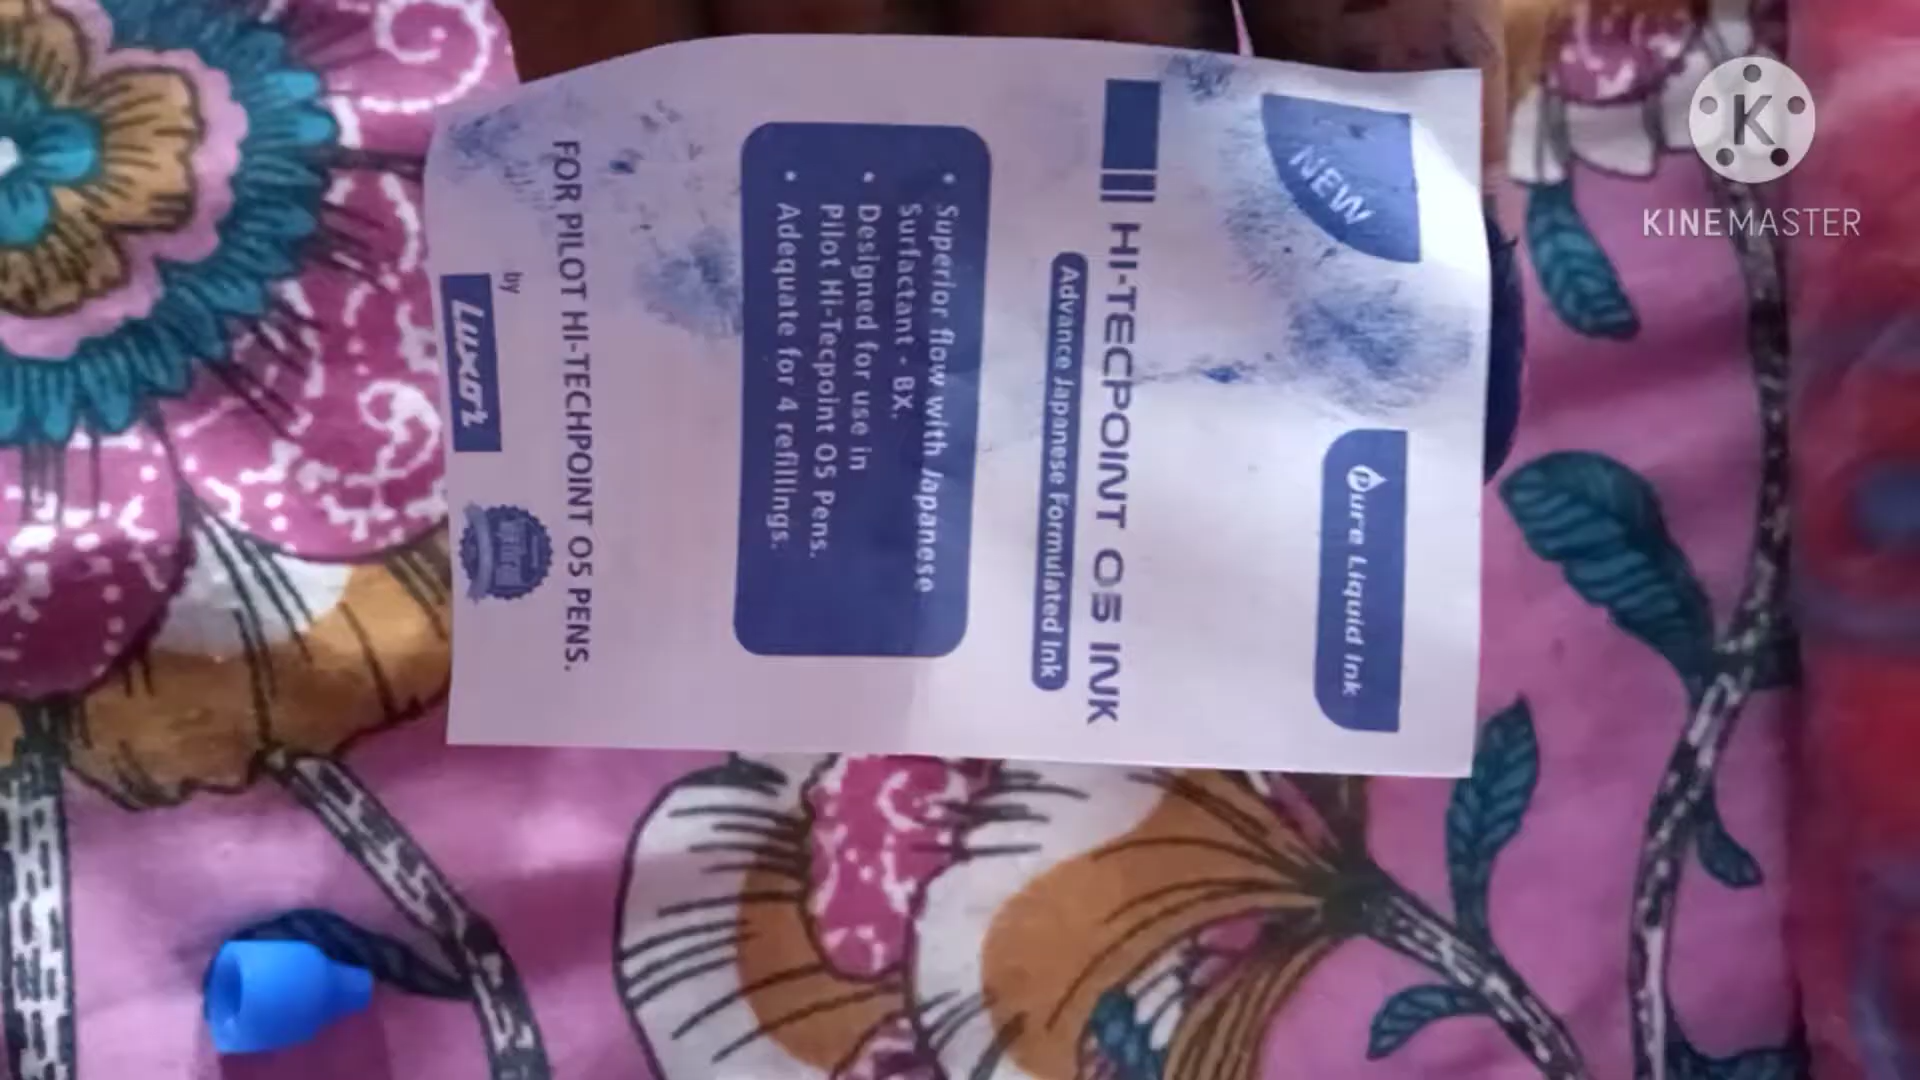 NEW
Pure Liquid Ink
HI-TECPOINT 05 INK
Advance Japanese Formulated Ink
• Superior flow with Japanese
Surfactant - BX.
• Designed for use in
Pilot Hi-Tecpoint 05 Pens.
• Adequate for 4 refillings.
FOR PILOT HI-TECHPOINT 05 PENS.
by
Luxor
K
KINEMASTER